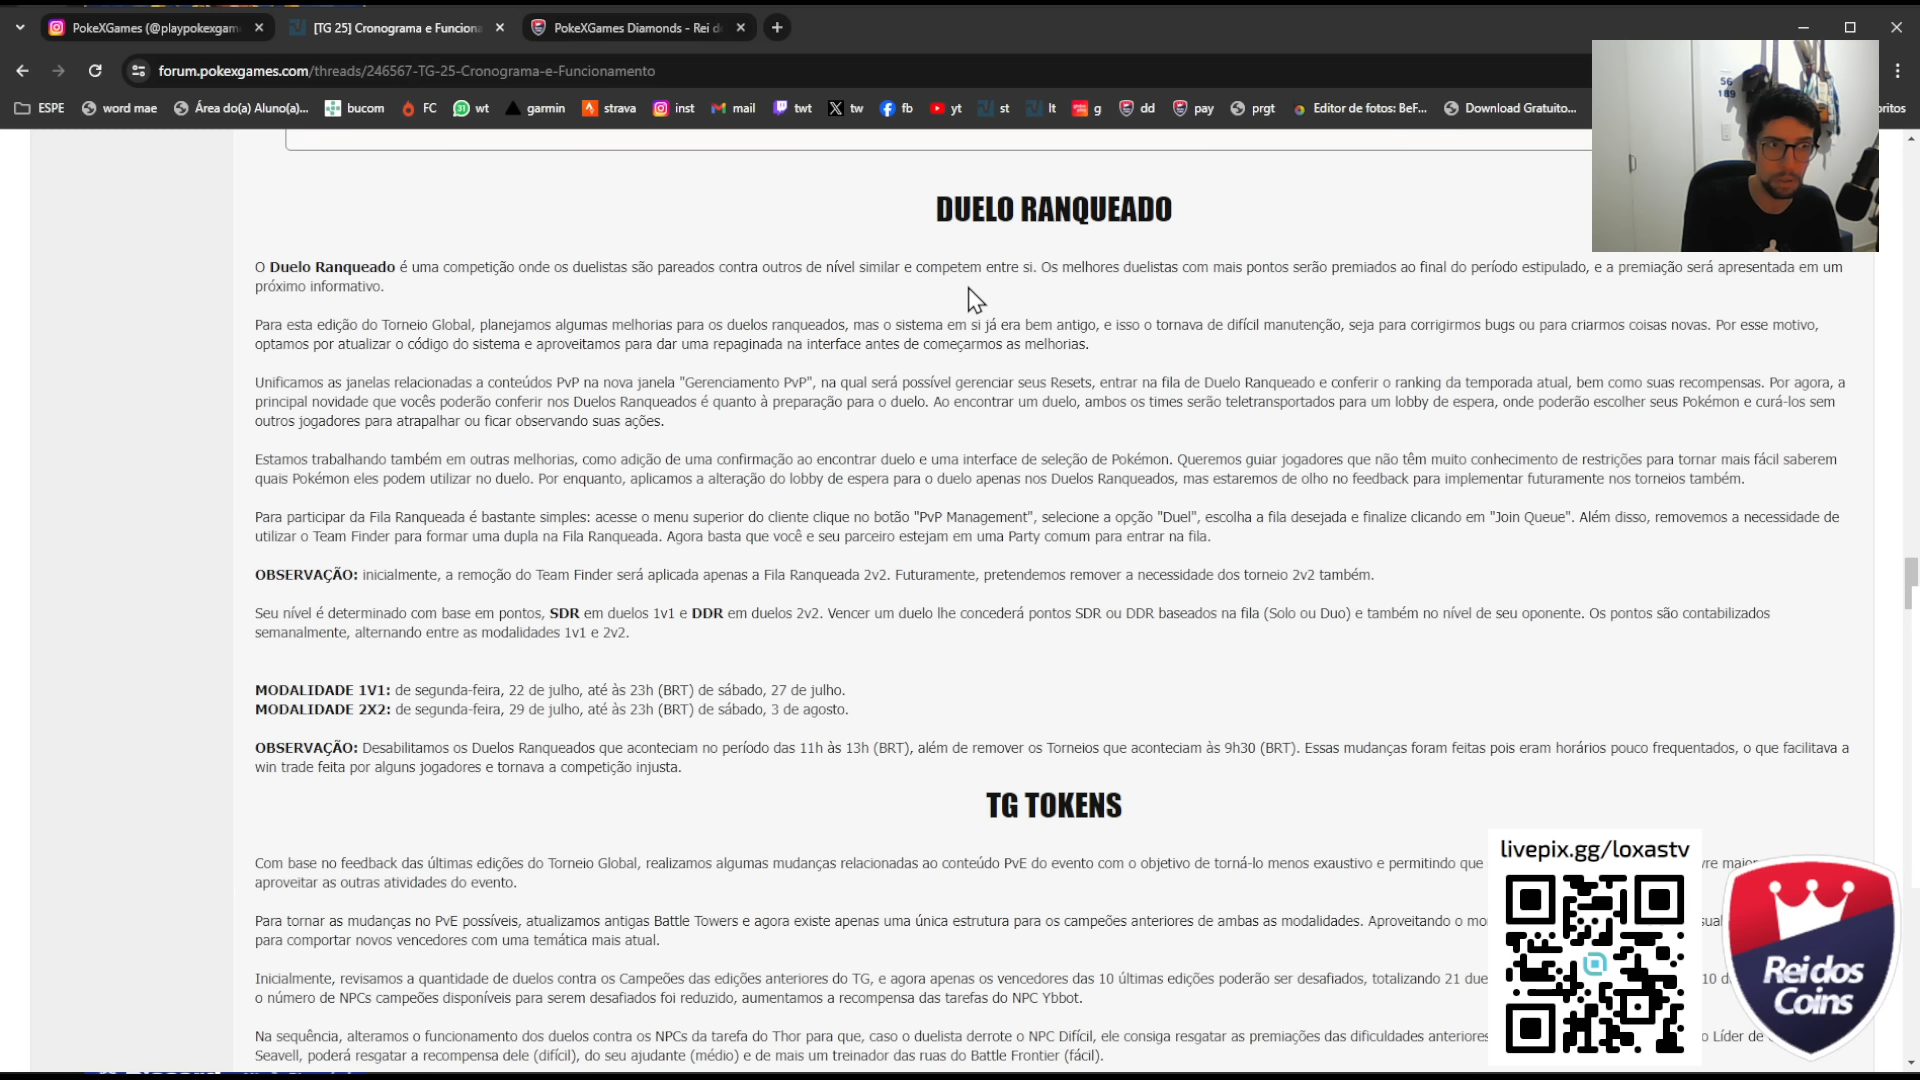 PokeXGames (@playpokexgam
[TG 25] Cronograma e Funciona
PokeXGames Diamonds - Rei d
forum.pokexgames.com/threads/246567-TG-25-Cronograma-e-Funcionamento
ESPE word mae Área do(a) Aluno(a)... bucom FC wt garmin strava inst mail twt tw fb yt st lt g dd pay prgt Editor de fotos: BeF... Download Gratuito... oritos
56
189
DUELO RANQUEADO
O Duelo Ranqueado é uma competição onde os duelistas são pareados contra outros de nível similar e competem entre si. Os melhores duelistas com mais pontos serão premiados ao final do período estipulado, e a premiação será apresentada em um
próximo informativo.
Para esta edição do Torneio Global, planejamos algumas melhorias para os duelos ranqueados, mas o sistema em si já era bem antigo, e isso o tornava de difícil manutenção, seja para corrigirmos bugs ou para criarmos coisas novas. Por esse motivo,
optamos por atualizar o código do sistema e aproveitamos para dar uma repaginada na interface antes de começarmos as melhorias.
Unificamos as janelas relacionadas a conteúdos PvP na nova janela "Gerenciamento PvP", na qual será possível gerenciar seus Resets, entrar na fila de Duelo Ranqueado e conferir o ranking da temporada atual, bem como suas recompensas. Por agora, a
principal novidade que vocês poderão conferir nos Duelos Ranqueados é quanto à preparação para o duelo. Ao encontrar um duelo, ambos os times serão teletransportados para um lobby de espera, onde poderão escolher seus Pokémon e curá-los sem
outros jogadores para atrapalhar ou ficar observando suas ações.
Estamos trabalhando também em outras melhorias, como adição de uma confirmação ao encontrar duelo e uma interface de seleção de Pokémon. Queremos guiar jogadores que não têm muito conhecimento de restrições para tornar mais fácil saberem
quais Pokémon eles podem utilizar no duelo. Por enquanto, aplicamos a alteração do lobby de espera para o duelo apenas nos Duelos Ranqueados, mas estaremos de olho no feedback para implementar futuramente nos torneios também.
Para participar da Fila Ranqueada é bastante simples: acesse o menu superior do cliente clique no botão "PvP Management", selecione a opção "Duel", escolha a fila desejada e finalize clicando em "Join Queue". Além disso, removemos a necessidade de
utilizar o Team Finder para formar uma dupla na Fila Ranqueada. Agora basta que você e seu parceiro estejam em uma Party comum para entrar na fila.
OBSERVAÇÃO: inicialmente, a remoção do Team Finder será aplicada apenas a Fila Ranqueada 2v2. Futuramente, pretendemos remover a necessidade dos torneio 2v2 também.
Seu nível é determinado com base em pontos, SDR em duelos 1v1 e DDR em duelos 2v2. Vencer um duelo lhe concederá pontos SDR ou DDR baseados na fila (Solo ou Duo) e também no nível de seu oponente. Os pontos são contabilizados
semanalmente, alternando entre as modalidades 1v1 e 2v2.
MODALIDADE 1V1: de segunda-feira, 22 de julho, até às 23h (BRT) de sábado, 27 de julho.
MODALIDADE 2X2: de segunda-feira, 29 de julho, até às 23h (BRT) de sábado, 3 de agosto.
OBSERVAÇÃO: Desabilitamos os Duelos Ranqueados que aconteciam no período das 11h às 13h (BRT), além de remover os Torneios que aconteciam às 9h30 (BRT). Essas mudanças foram feitas pois eram horários pouco frequentados, o que facilitava a
win trade feita por alguns jogadores e tornava a competição injusta.
TG TOKENS
Com base no feedback das últimas edições do Torneio Global, realizamos algumas mudanças relacionadas ao conteúdo PvE do evento com o objetivo de torná-lo menos exaustivo e permitindo que
aproveitar as outras atividades do evento.
Para tornar as mudanças no PvE possíveis, atualizamos antigas Battle Towers e agora existe apenas uma única estrutura para os campeões anteriores de ambas as modalidades. Aproveitando o mo
para comportar novos vencedores com uma temática mais atual.
Inicialmente, revisamos a quantidade de duelos contra os Campeões das edições anteriores do TG, e agora apenas os vencedores das 10 últimas edições poderão ser desafiados, totalizando 21 due 10 d
o número de NPCs campeões disponíveis para serem desafiados foi reduzido, aumentamos a recompensa das tarefas do NPC Ybbot.
Na sequência, alteramos o funcionamento dos duelos contra os NPCs da tarefa do Thor para que, caso o duelista derrote o NPC Difícil, ele consiga resgatar as premiações das dificuldades anteriores o Líder de
Seavell, poderá resgatar a recompensa dele (difícil), do seu ajudante (médio) e de mais um treinador das ruas do Battle Frontier (fácil).
livepix.gg/loxastv
Rei dos
Coins